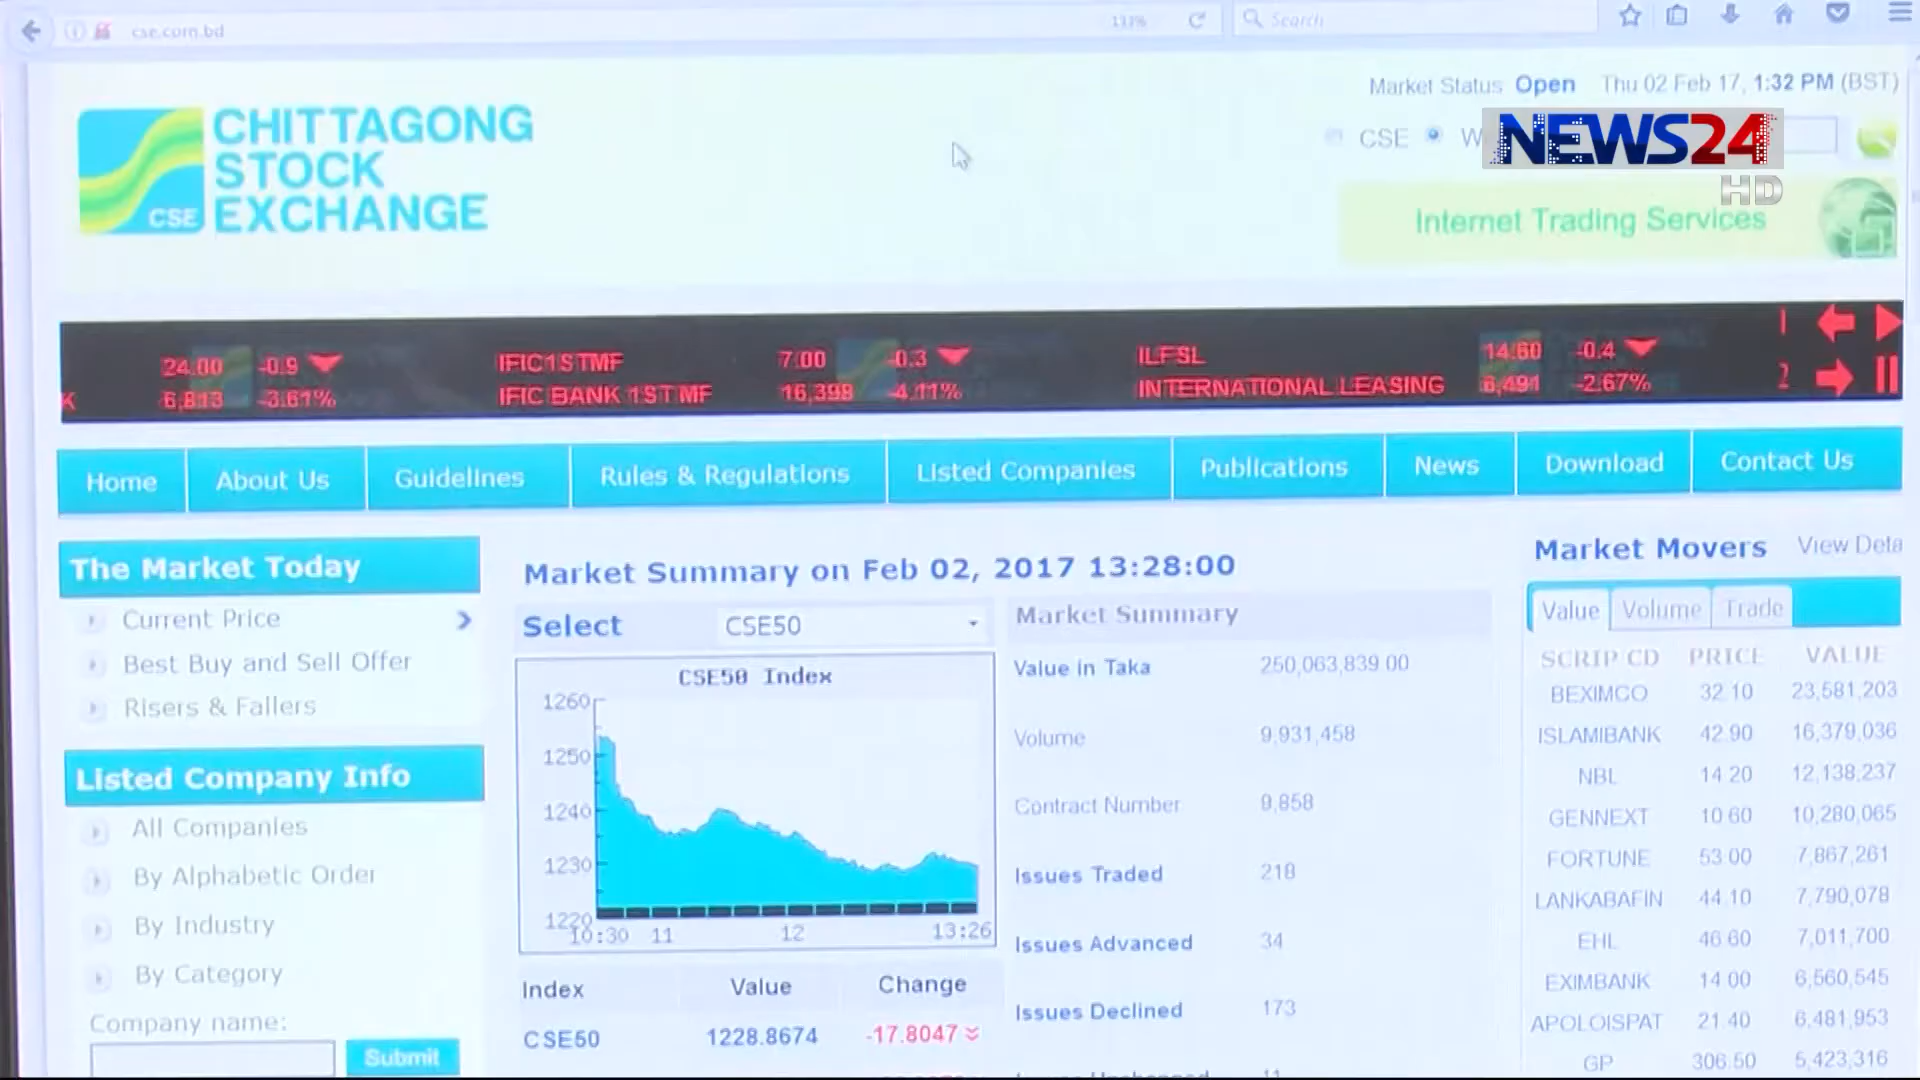 cse.com.bd
133%
Search
CHITTAGONG
STOCK
EXCHANGE
CSE
Market Status Open Thu 02 Feb 17, 1:32 PM (BST)
CSE W
NEWS24
HD
Internet Trading Services
24.00 -0.9 IFIC1STMF 7.00 -0.3 ILFSL 14.60 -0.4 1
K 6,813 -3.61% IFIC BANK 1ST MF 16,398 -4.11% INTERNATIONAL LEASING 6,491 -2.67% 2
Home About Us Guidelines Rules & Regulations Listed Companies Publications News Download Contact Us
The Market Today
Current Price
Best Buy and Sell Offer
Risers & Fallers
Listed Company Info
All Companies
By Alphabetic Order
By Industry
By Category
Company name:
Submit
Market Summary on Feb 02, 2017 13:28:00
Select CSE50
CSE50 Index
1260
1250
1240
1230
1220
10:30 11 12 13:26
Index Value Change
CSE50 1228.8674 -17.8047
Market Summary
Value in Taka 250,063,839.00
Volume 9,931,458
Contract Number 9,858
Issues Traded 218
Issues Advanced 34
Issues Declined 173
Market Movers View Deta
Value Volume Trade
SCRIP CD PRICE VALUE
BEXIMCO 32.10 23,581,203
ISLAMIBANK 42.90 16,379,036
NBL 14.20 12,138,237
GENNEXT 10.60 10,280,065
FORTUNE 53.00 7,867,261
LANKABAFIN 44.10 7,790,078
EHL 46.60 7,011,700
EXIMBANK 14.00 6,560,545
APOLOISPAT 21.40 6,481,953
GP 306.50 5,423,316